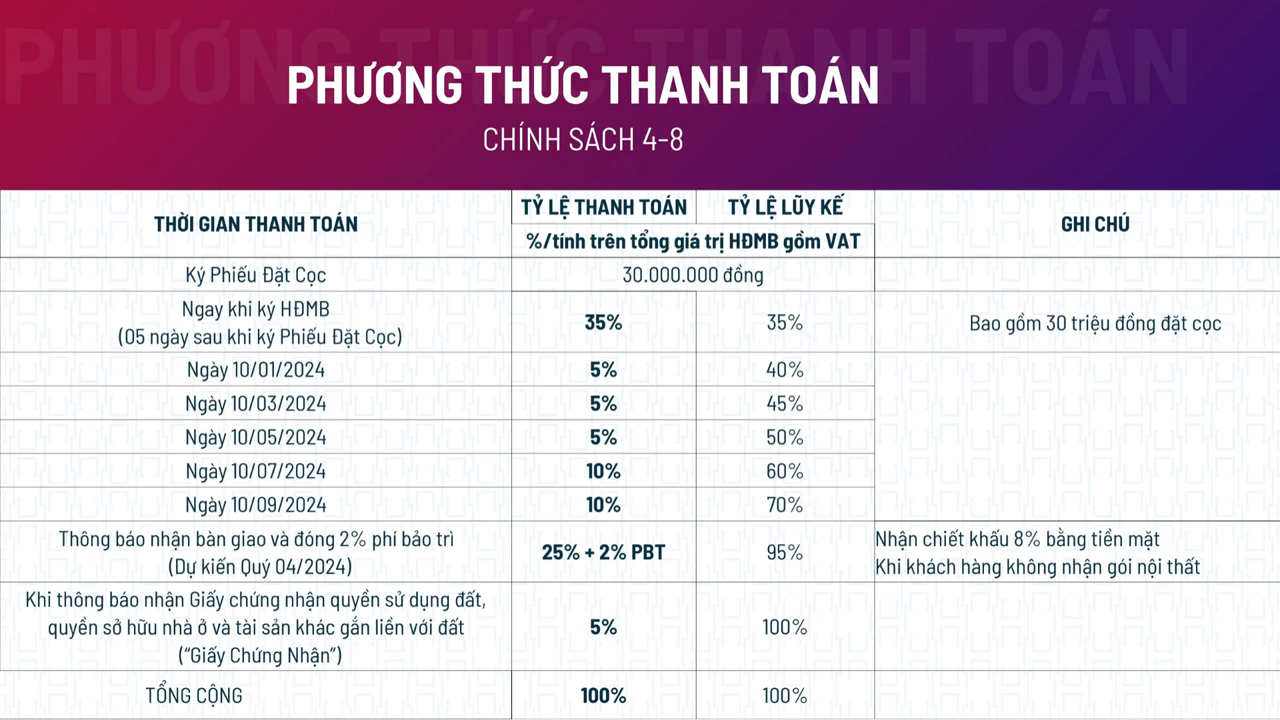 PHƯƠNG THỨC THANH TOÁN
PHƯƠNG THỨC THANH TOÁN
CHÍNH SÁCH 4-8
THỜI GIAN THANH TOÁN
TỶ LỆ THANH TOÁN
TỶ LỆ LŨY KẾ
GHI CHÚ
%/tính trên tổng giá trị HĐMB gồm VAT
Ký Phiếu Đặt Cọc
30.000.000 đồng
Ngay khi ký HĐMB
(05 ngày sau khi ký Phiếu Đặt Cọc)
35%
35%
Bao gồm 30 triệu đồng đặt cọc
Ngày 10/01/2024
5%
40%
Ngày 10/03/2024
5%
45%
Ngày 10/05/2024
5%
50%
Ngày 10/07/2024
10%
60%
Ngày 10/09/2024
10%
70%
Thông báo nhận bàn giao và đóng 2% phí bảo trì
(Dự kiến Quý 04/2024)
25% + 2% PBT
95%
Nhận chiết khấu 8% bằng tiền mặt
Khi khách hàng không nhận gói nội thất
Khi thông báo nhận Giấy chứng nhận quyền sử dụng đất,
quyền sở hữu nhà ở và tài sản khác gắn liền với đất
(“Giấy Chứng Nhận”)
5%
100%
TỔNG CỘNG
100%
100%